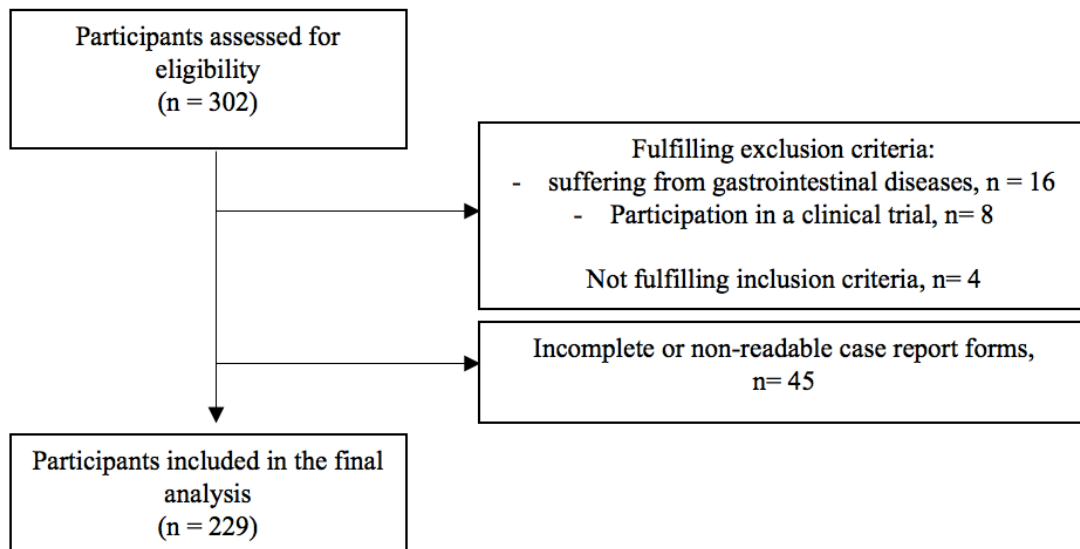 Participants assessed for
eligibility
(n = 302)
Fulfilling exclusion criteria:
- suffering from gastrointestinal diseases, n = 16
- Participation in a clinical trial, n= 8
Not fulfilling inclusion criteria, n= 4
Incomplete or non-readable case report forms,
n= 45
Participants included in the final
analysis
(n = 229)